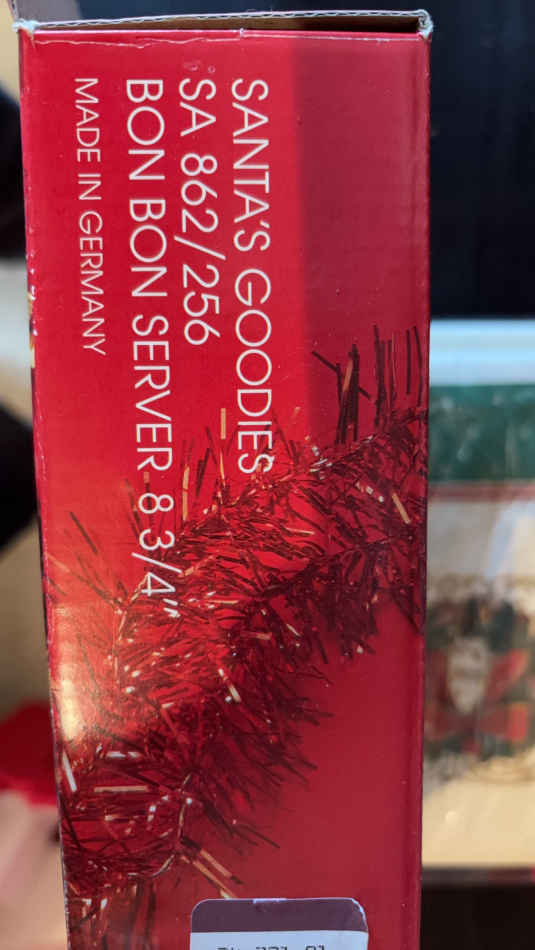 SANTA'S GOODIES
SA 862/256
BON BON SERVER 8 3/4"
MADE IN GERMANY